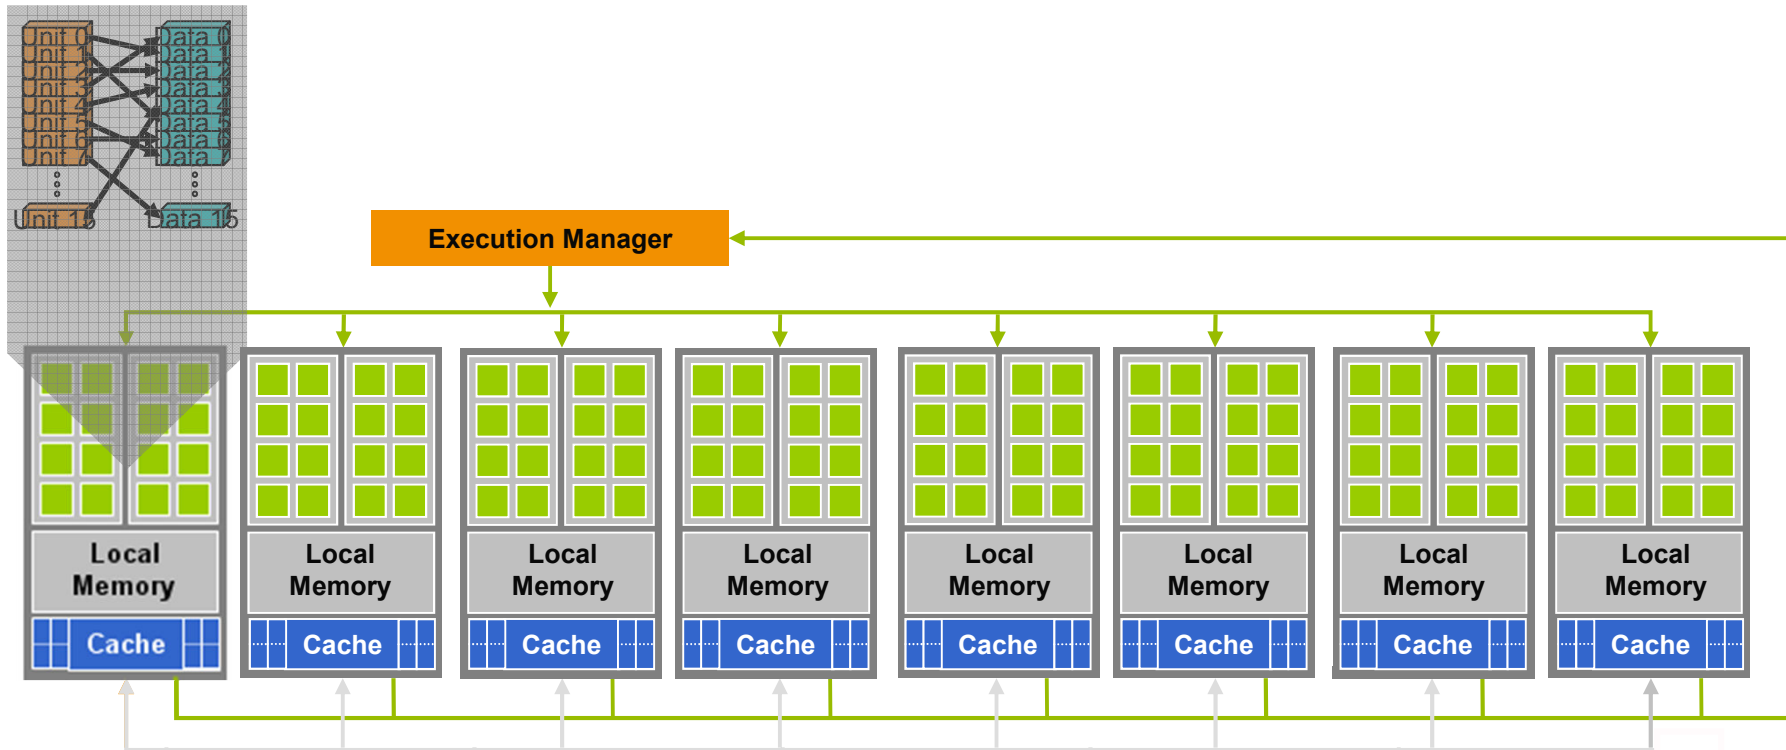 Unit 0 Data 0
Unit 1 Data 1
Unit 2 Data 2
Unit 3 Data 3
Unit 4 Data 4
Unit 5 Data 5
Unit 6 Data 6
Unit 7 Data 7
Unit 15 Data 15
Execution Manager
Local Local Local Local Local Local Local Local
Memory Memory Memory Memory Memory Memory Memory Memory
Cache Cache Cache Cache Cache Cache Cache Cache